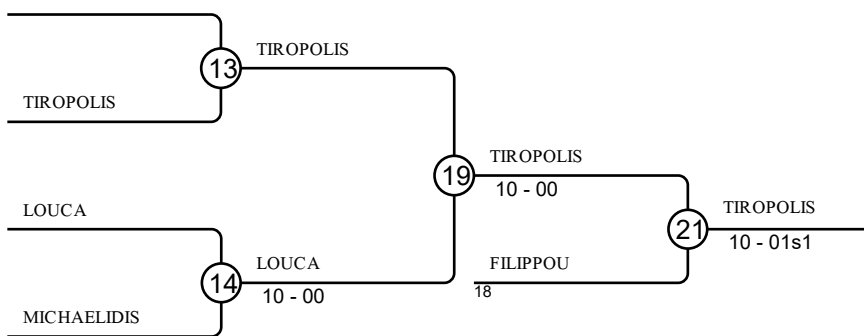 TIROPOLIS
13
TIROPOLIS
TIROPOLIS
19
10 - 00
LOUCA
TIROPOLIS
21
10 - 01s1
LOUCA
FILIPPOU
14
10 - 00
18
MICHAELIDIS